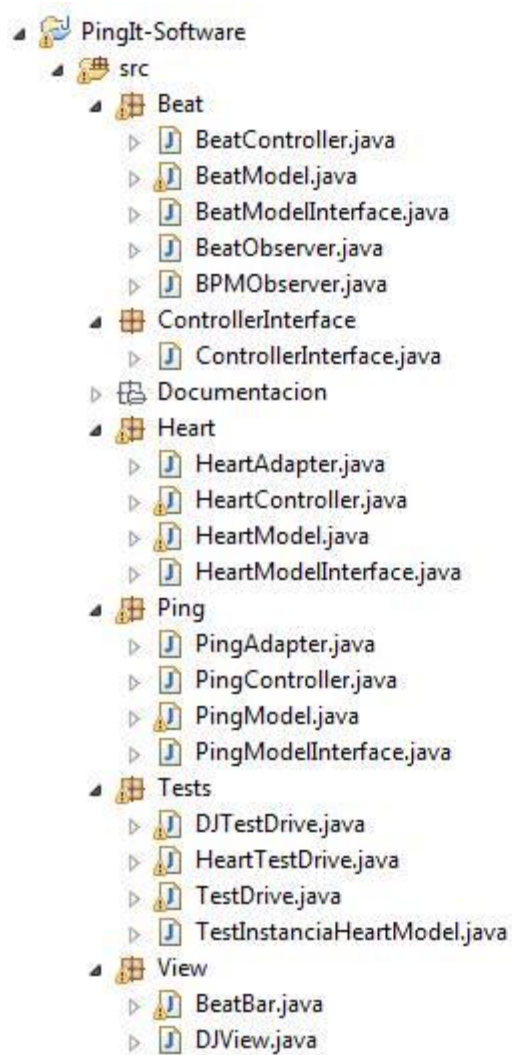 PingIt-Software
src
Beat
BeatController.java
BeatModel.java
BeatModelInterface.java
BeatObserver.java
BPMObserver.java
ControllerInterface
ControllerInterface.java
Documentacion
Heart
HeartAdapter.java
HeartController.java
HeartModel.java
HeartModelInterface.java
Ping
PingAdapter.java
PingController.java
PingModel.java
PingModelInterface.java
Tests
DJTestDrive.java
HeartTestDrive.java
TestDrive.java
TestInstanciaHeartModel.java
View
BeatBar.java
DJView.java